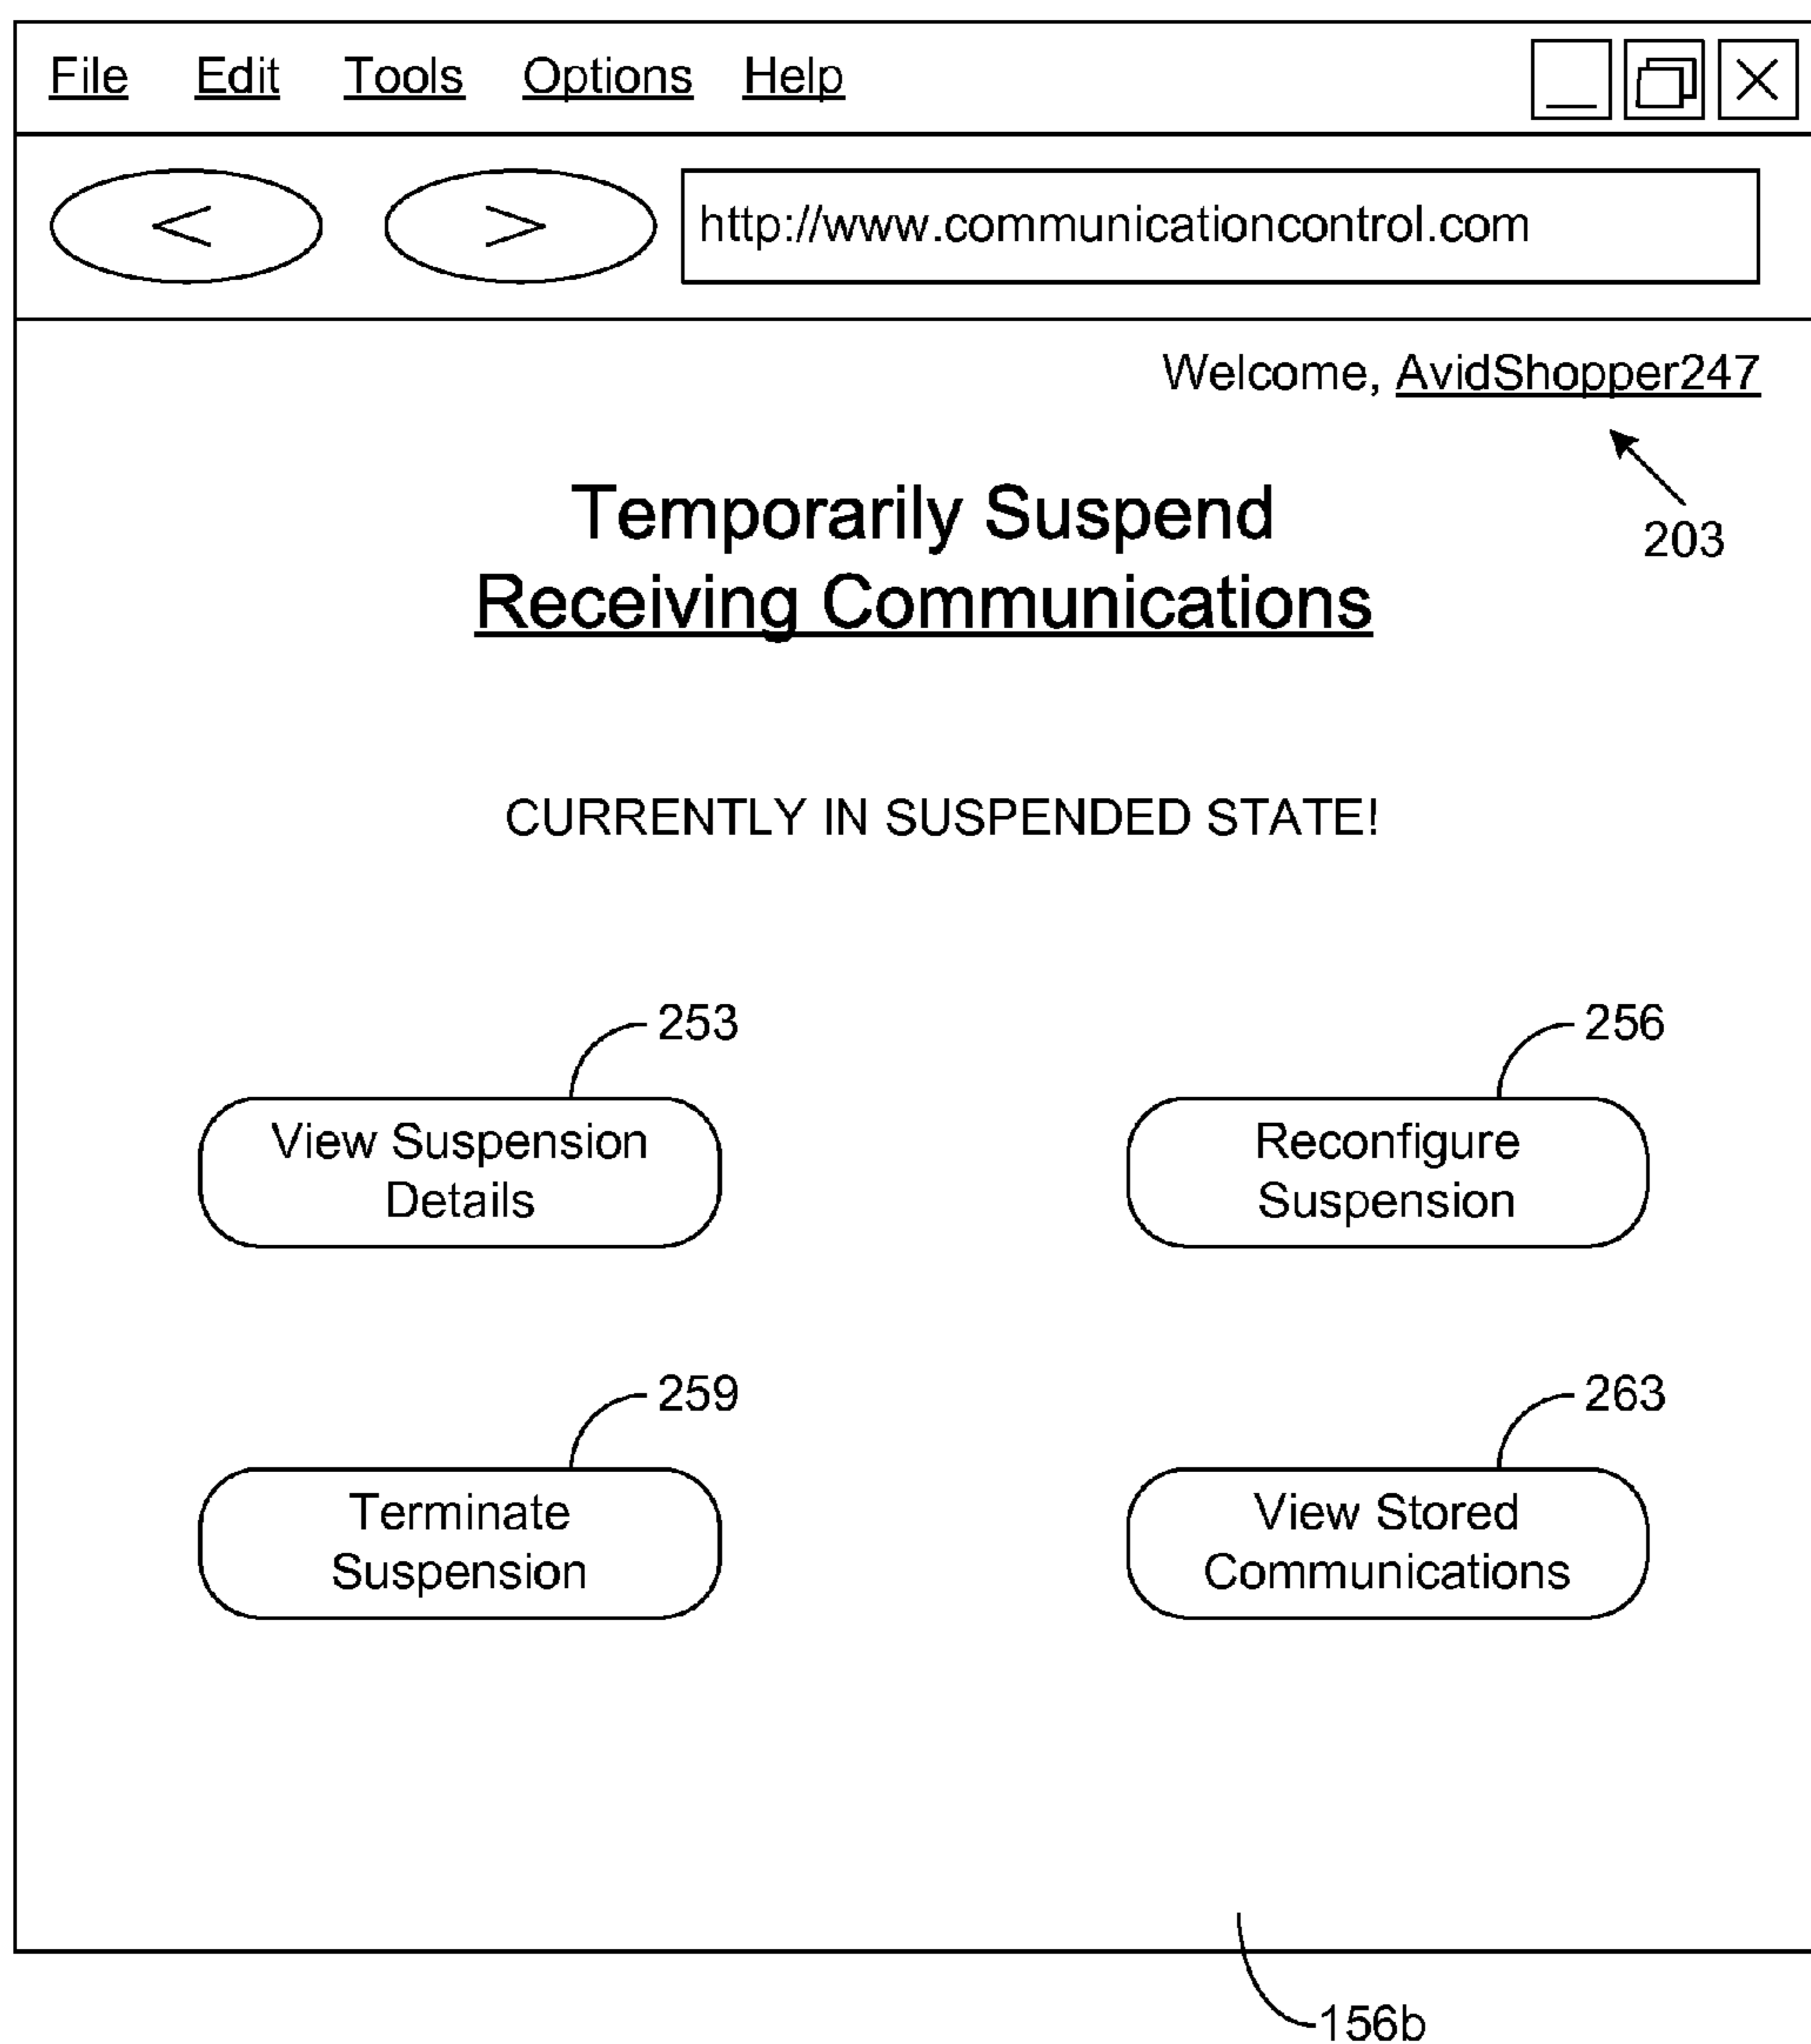 File Edit Tools Options Help
< > http://www.communicationcontrol.com
Welcome, AvidShopper247
203
Temporarily Suspend
Receiving Communications
CURRENTLY IN SUSPENDED STATE!
253
View Suspension
Details
256
Reconfigure
Suspension
259
Terminate
Suspension
263
View Stored
Communications
156b